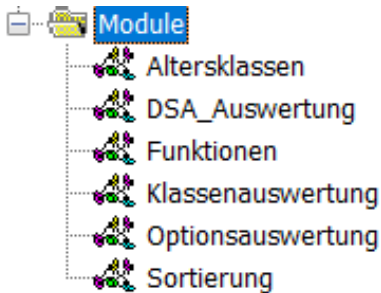 Module
Altersklassen
DSA_Auswertung
Funktionen
Klassenauswertung
Optionsauswertung
Sortierung